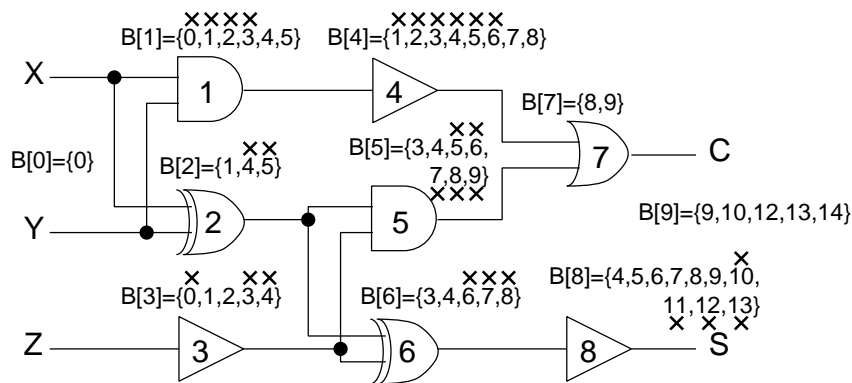 B[1]={0,1,2,3,4,5}
B[4]={1,2,3,4,5,6,7,8}
X
1
4
B[7]={8,9}
B[0]={0}
B[2]={1,4,5}
B[5]={3,4,5,6,
7,8,9}
7
C
Y
2
5
B[9]={9,10,12,13,14}
B[3]={0,1,2,3,4}
B[6]={3,4,6,7,8}
B[8]={4,5,6,7,8,9,10,
11,12,13}
Z
3
6
8
S